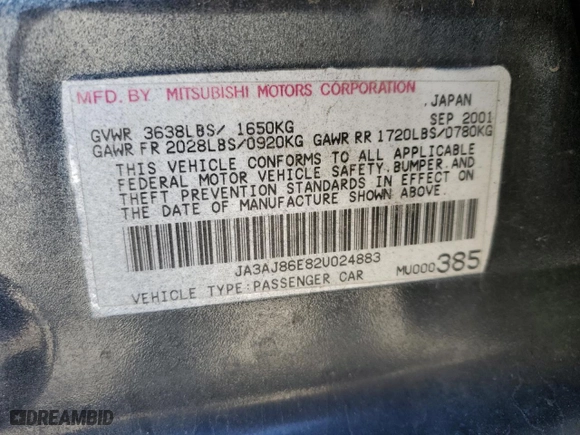 MFD. BY MITSUBISHI MOTORS CORPORATION
. JAPAN
GVWR 3638LBS/ 1650KG SEP 2001
GAWR FR 2028LBS/0920KG GAWR RR 1720LBS/0780KG
THIS VEHICLE CONFORMS TO ALL APPLICABLE
FEDERAL MOTOR VEHICLE SAFETY, BUMPER, AND
THEFT PREVENTION STANDARDS IN EFFECT ON
THE DATE OF MANUFACTURE SHOWN ABOVE.
JA3AJ86E82U024883
VEHICLE TYPE:PASSENGER CAR MU000385
DREAMBID